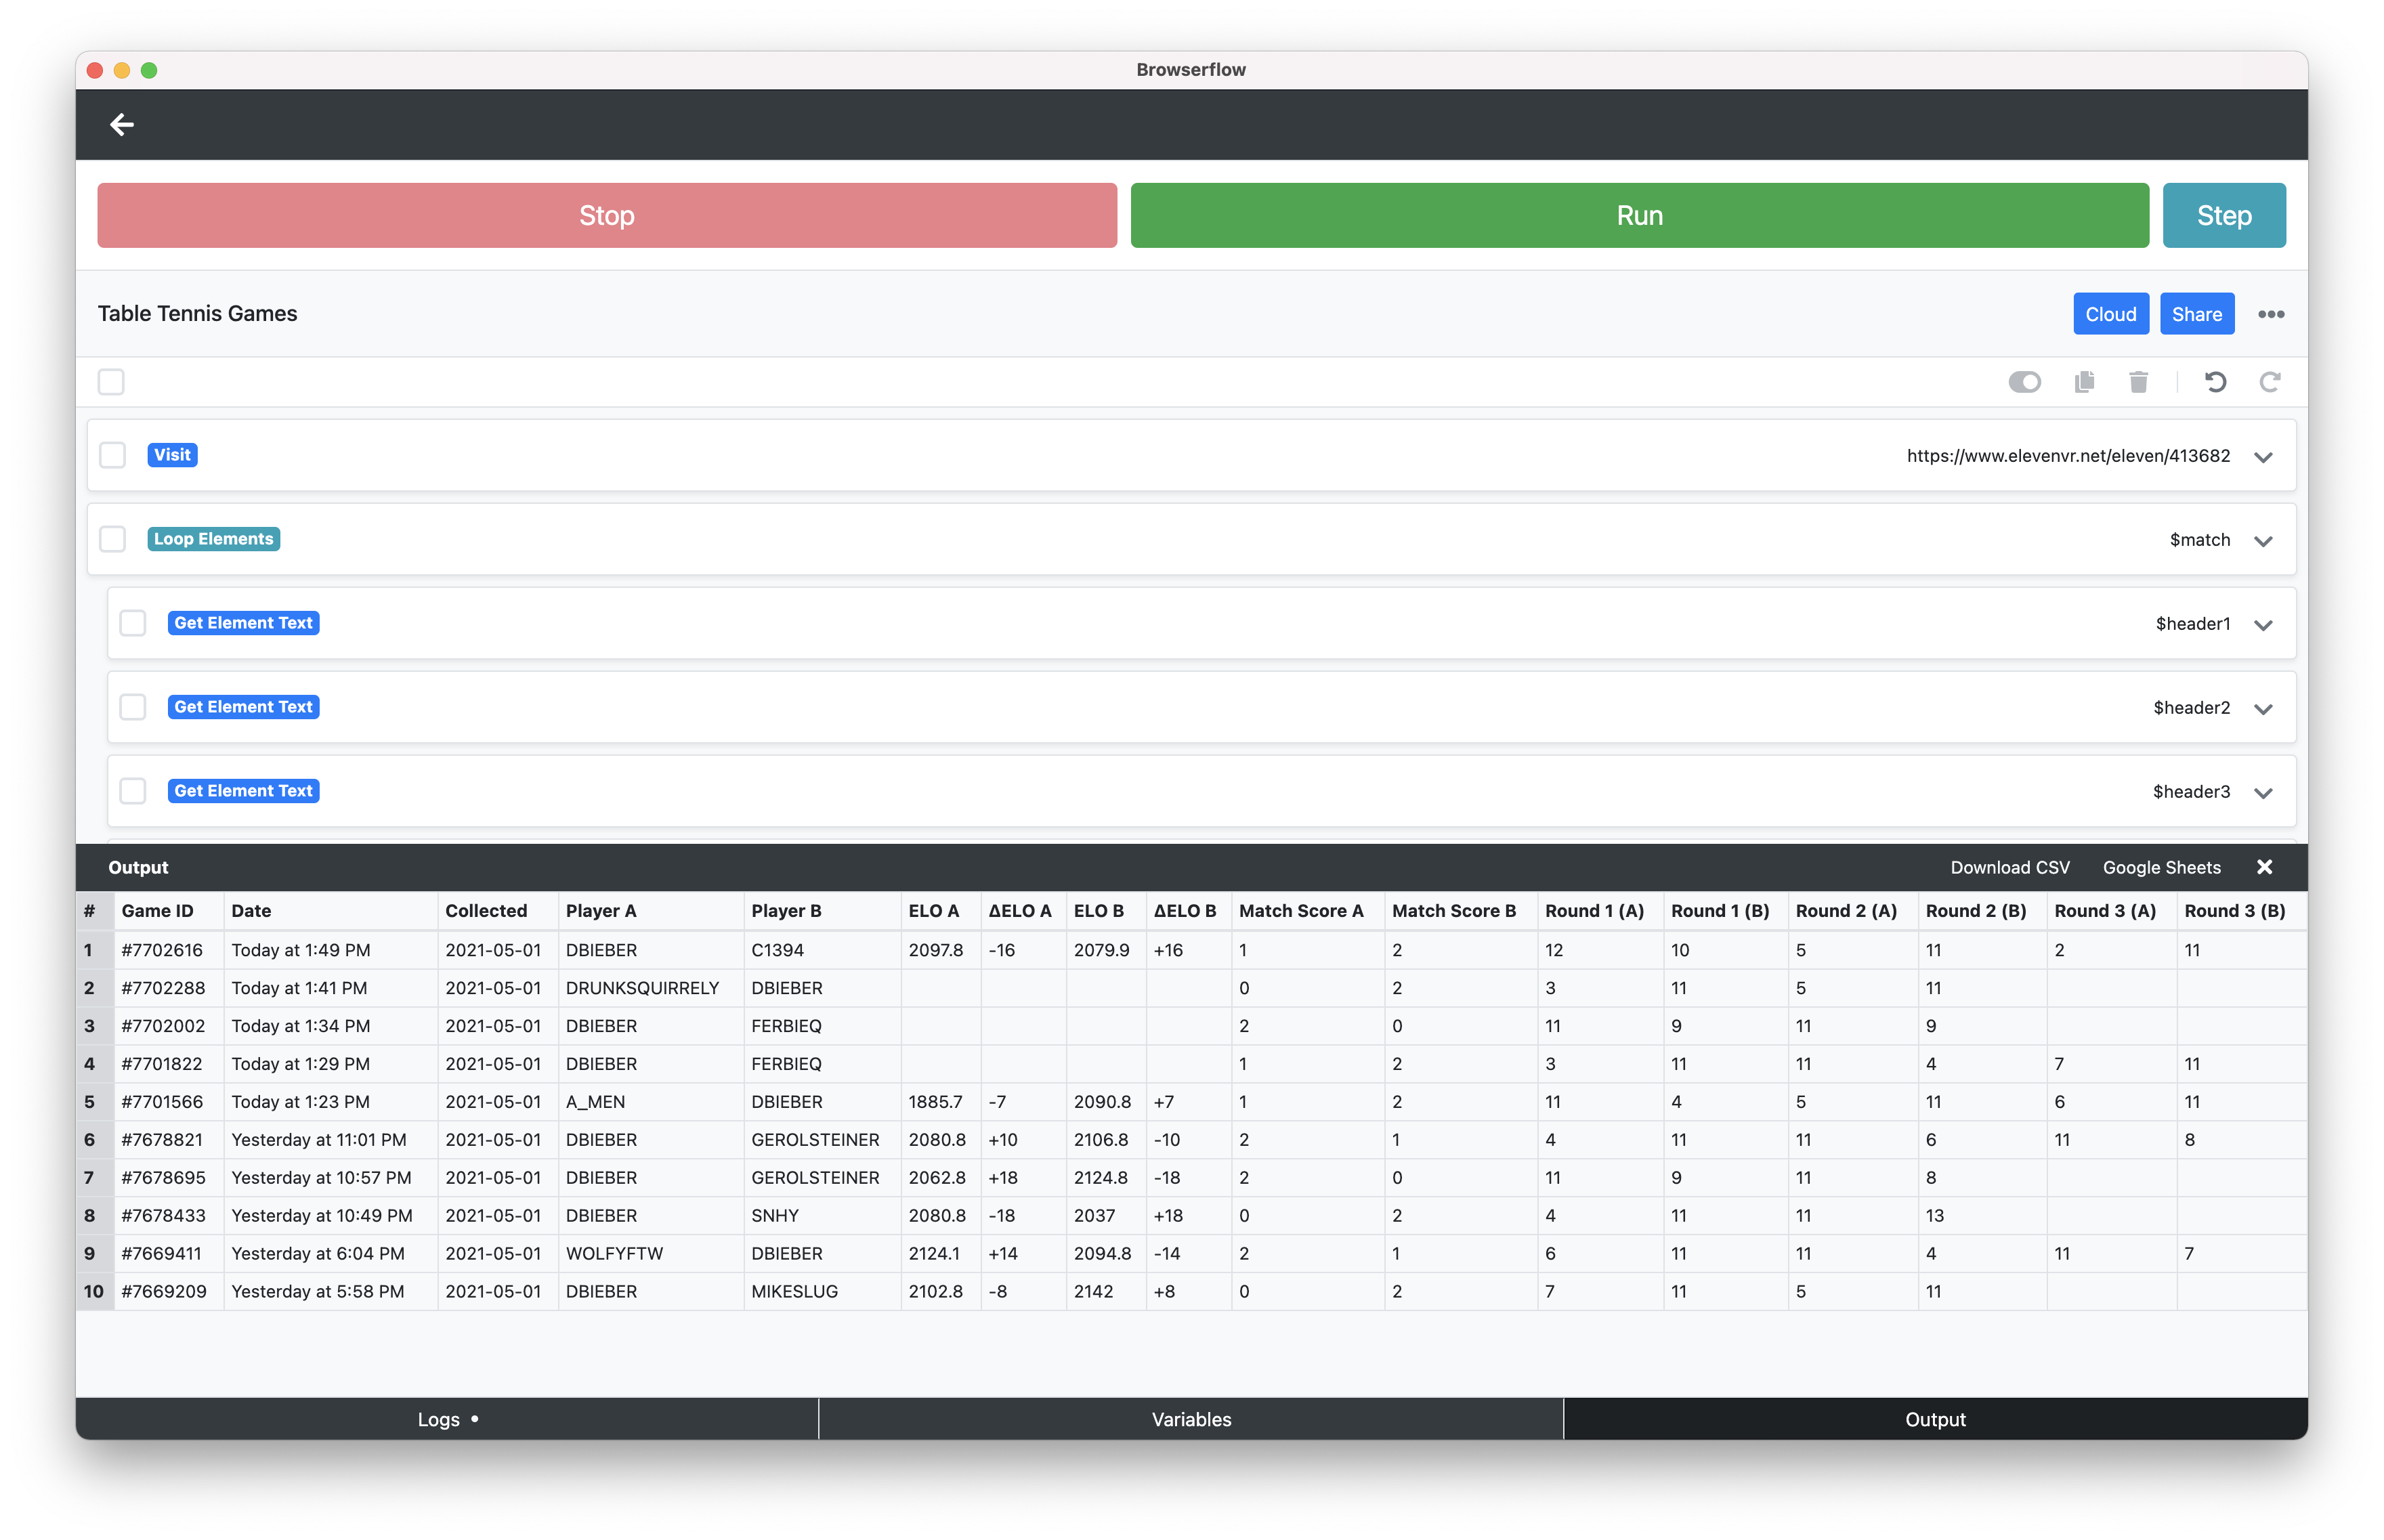 Browserflow
Stop Run Step
Table Tennis Games Cloud Share
Visit https://www.elevenvr.net/eleven/413682
Loop Elements $match
Get Element Text $header1
Get Element Text $header2
Get Element Text $header3
Output Download CSV Google Sheets
# Game ID Date Collected Player A Player B ELO A ΔELO A ELO B ΔELO B Match Score A Match Score B Round 1 (A) Round 1 (B) Round 2 (A) Round 2 (B) Round 3 (A) Round 3 (B)
1 #7702616 Today at 1:49 PM 2021-05-01 DBIEBER C1394 2097.8 -16 2079.9 +16 1 2 12 10 5 11 2 11
2 #7702288 Today at 1:41 PM 2021-05-01 DRUNKSQUIRRELY DBIEBER 0 2 3 11 5 11
3 #7702002 Today at 1:34 PM 2021-05-01 DBIEBER FERBIEQ 2 0 11 9 11 9
4 #7701822 Today at 1:29 PM 2021-05-01 DBIEBER FERBIEQ 1 2 3 11 11 4 7 11
5 #7701566 Today at 1:23 PM 2021-05-01 A_MEN DBIEBER 1885.7 -7 2090.8 +7 1 2 11 4 5 11 6 11
6 #7678821 Yesterday at 11:01 PM 2021-05-01 DBIEBER GEROLSTEINER 2080.8 +10 2106.8 -10 2 1 4 11 11 6 11 8
7 #7678695 Yesterday at 10:57 PM 2021-05-01 DBIEBER GEROLSTEINER 2062.8 +18 2124.8 -18 2 0 11 9 11 8
8 #7678433 Yesterday at 10:49 PM 2021-05-01 DBIEBER SNHY 2080.8 -18 2037 +18 0 2 4 11 11 13
9 #7669411 Yesterday at 6:04 PM 2021-05-01 WOLFYFTW DBIEBER 2124.1 +14 2094.8 -14 2 1 6 11 11 4 11 7
10 #7669209 Yesterday at 5:58 PM 2021-05-01 DBIEBER MIKESLUG 2102.8 -8 2142 +8 0 2 7 11 5 11
Logs • Variables Output